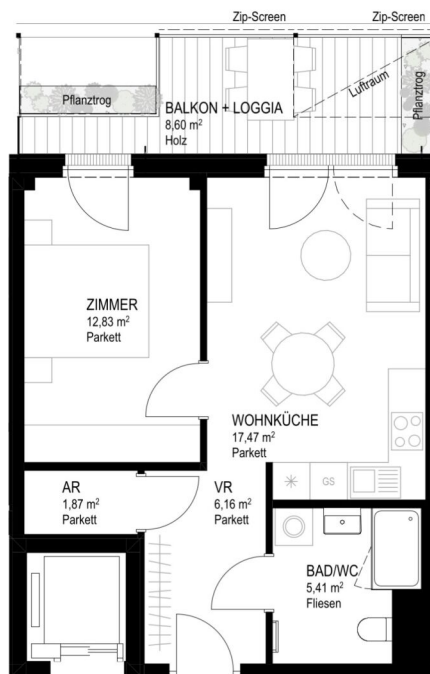 Zip-Screen
Zip-Screen
Pflanztrog
Luftraum
Pflanztrog
BALKON + LOGGIA
8,60 m²
Holz
ZIMMER
12,83 m²
Parkett
WOHNKÜCHE
17,47 m²
Parkett
AR
1,87 m²
Parkett
VR
6,16 m²
Parkett
GS
BAD/WC
5,41 m²
Fliesen